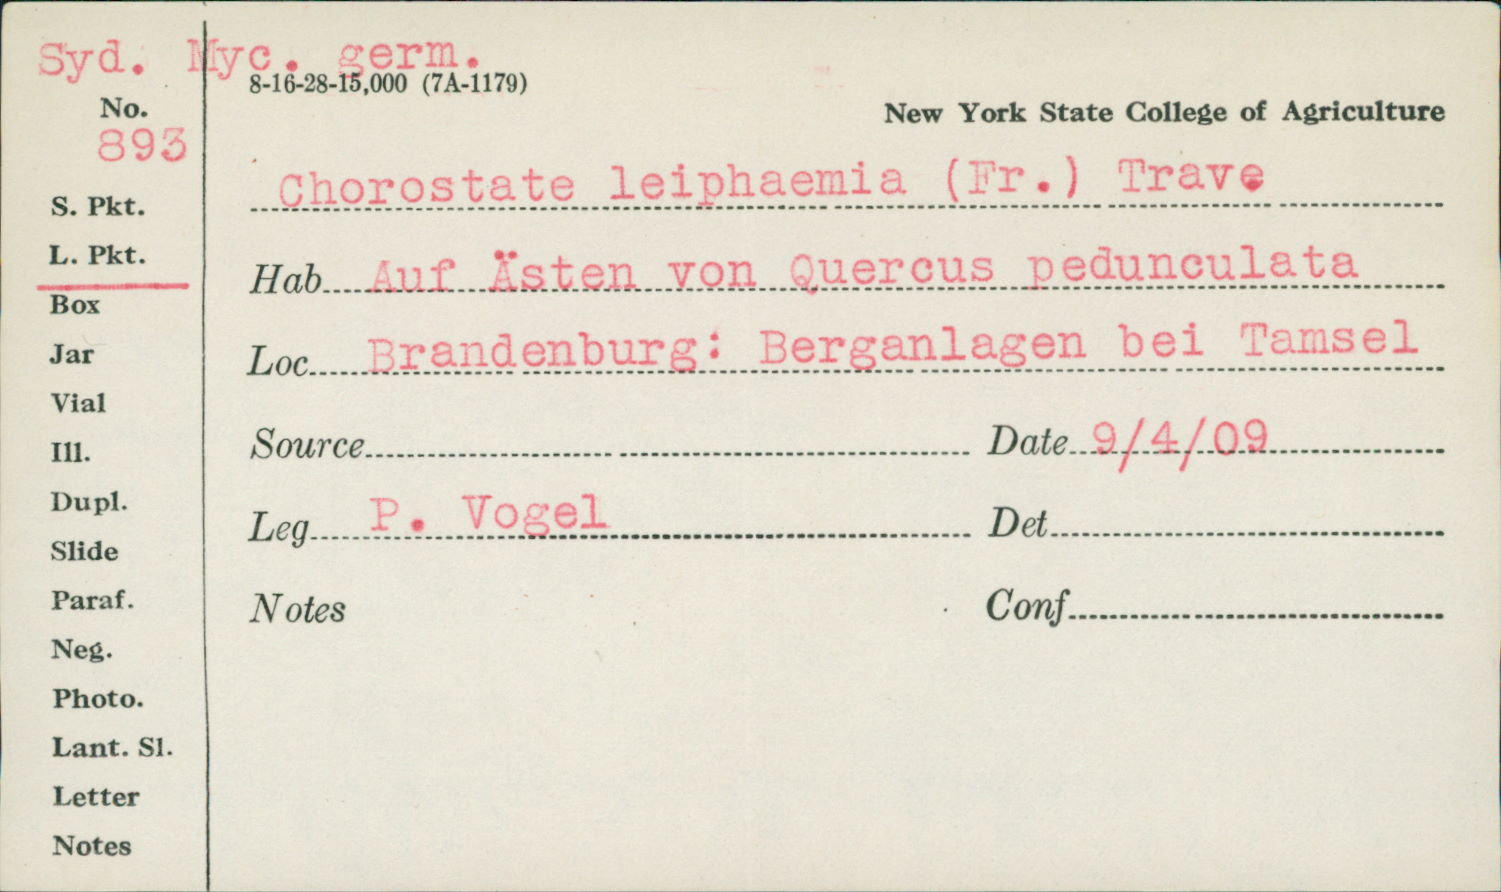 Syd. Myc. germ.
8-16-28-15,000 (7A-1179)
No.
893
New York State College of Agriculture
Chorostate leiphaemia (Fr.) Trave
S. Pkt.
L. Pkt.
Hab Auf Ästen von Quercus pedunculata
Box
Loc Brandenburg: Berganlagen bei Tamsel
Jar
Vial
Source Date 9/4/09
Ill.
Dupl.
Leg P. Vogel Det
Slide
Paraf.
Notes Conf
Neg.
Photo.
Lant. Sl.
Letter
Notes